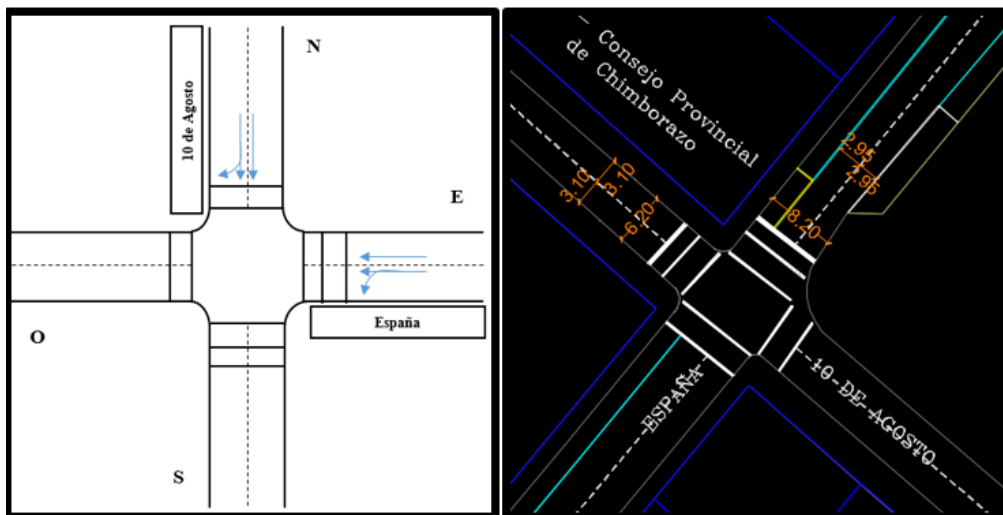 N
10 de Agosto
E
España
O
S
Consejo Provincial
de Chimborazo
2.95
2.95
3.10
3.10
6.20
8.20
ESPAÑA
10 DE AGOSTO